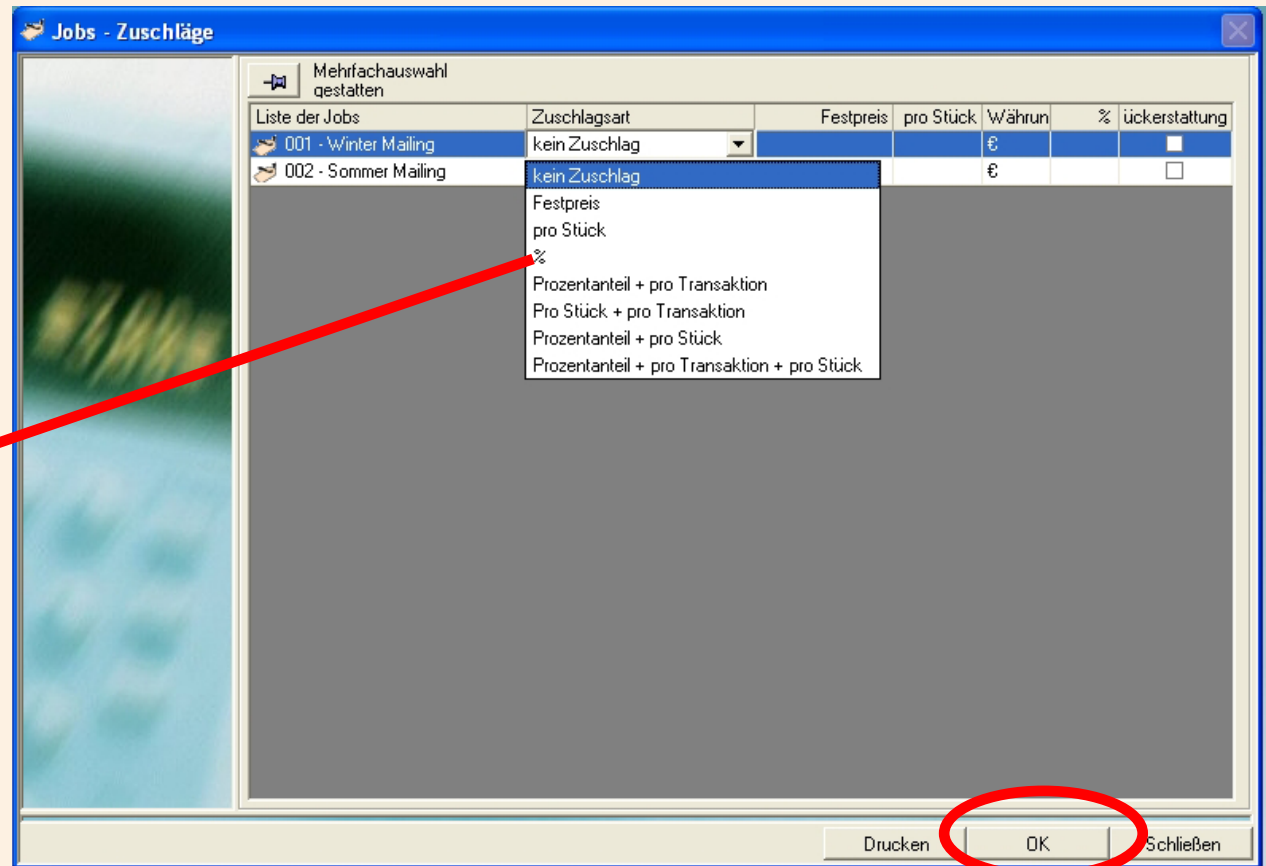 Jobs - Zuschläge
Mehrfachauswahl
gestatten
Liste der Jobs Zuschlagsart Festpreis pro Stück Währun % ückerstattung
001 - Winter Mailing kein Zuschlag €
002 - Sommer Mailing €
kein Zuschlag
Festpreis
pro Stück
%
Prozentanteil + pro Transaktion
Pro Stück + pro Transaktion
Prozentanteil + pro Stück
Prozentanteil + pro Transaktion + pro Stück
Drucken OK Schließen